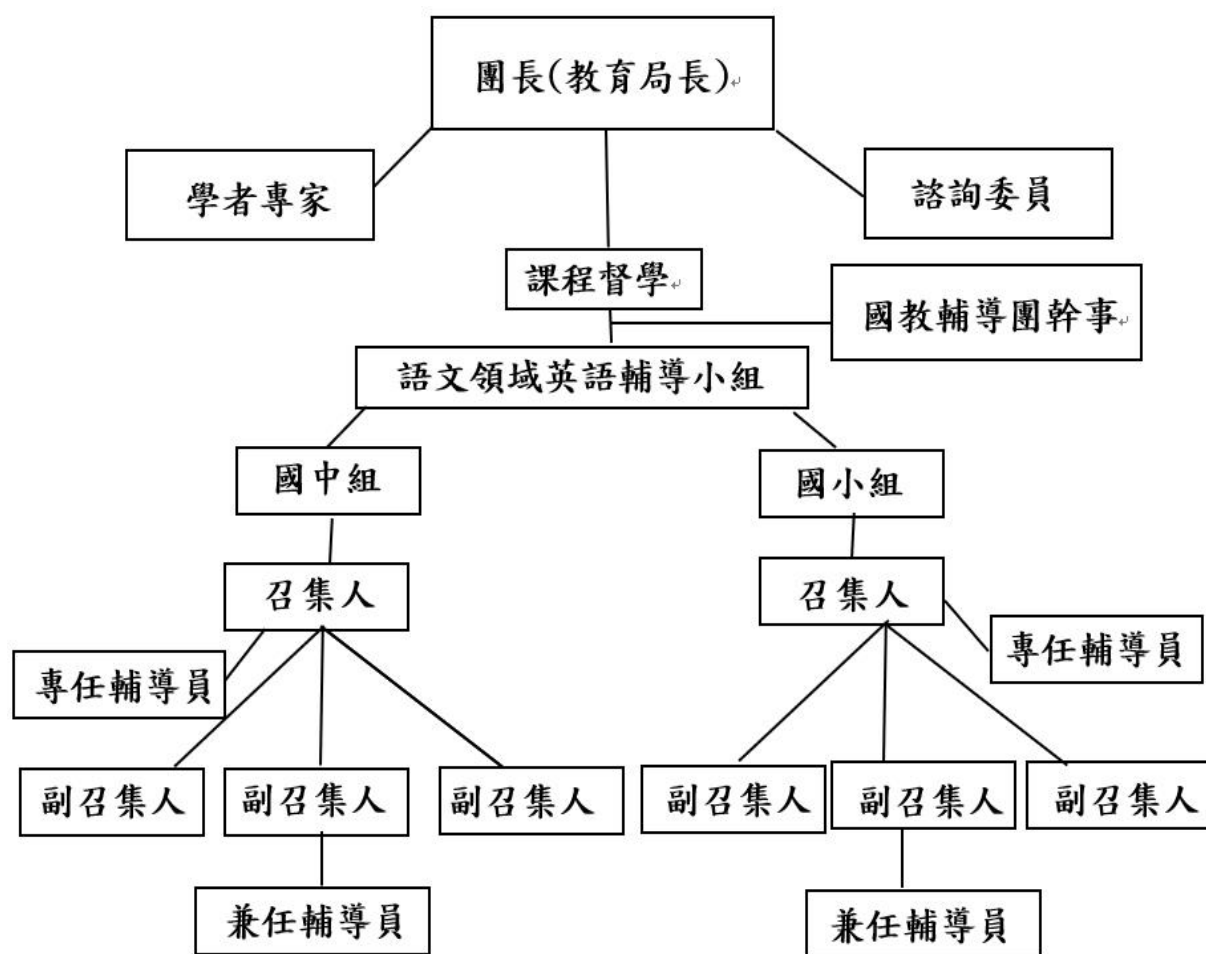 團長(教育局長)
學者專家
諮詢委員
課程督學
國教輔導團幹事
語文領域英語輔導小組
國中組
國小組
召集人
召集人
專任輔導員
專任輔導員
副召集人
副召集人
副召集人
副召集人
副召集人
副召集人
兼任輔導員
兼任輔導員